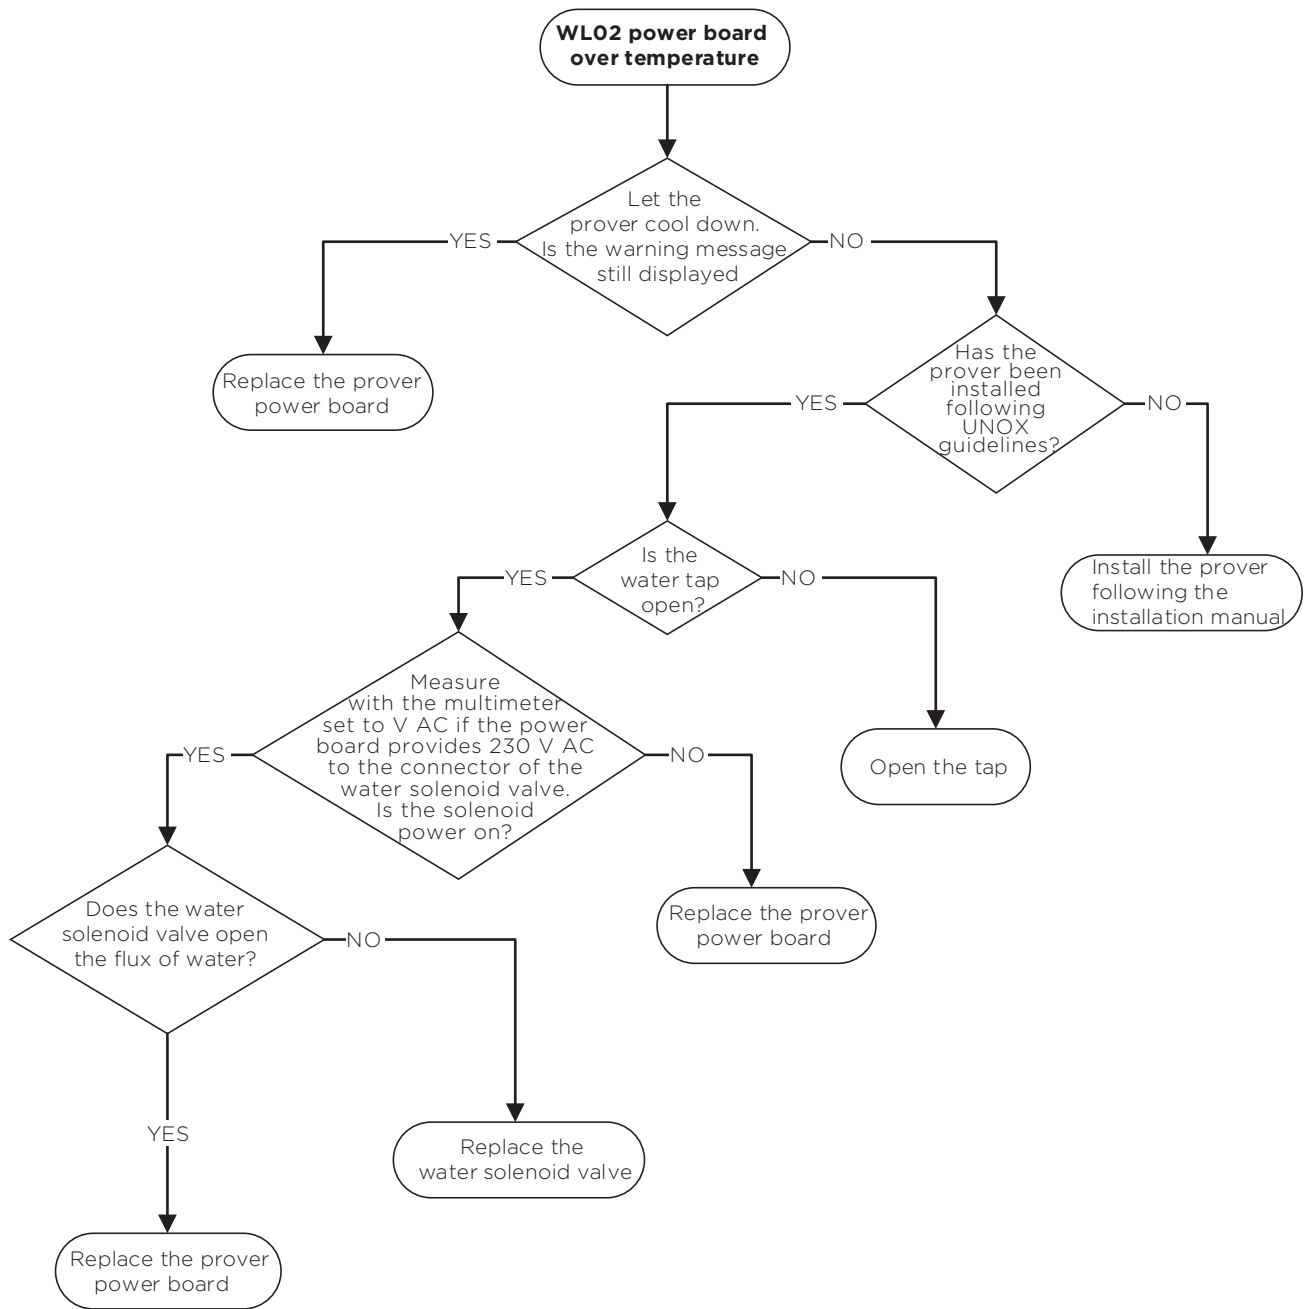 WL02 power board
over temperature
Let the
prover cool down.
Is the warning message
still displayed
YES
NO
Replace the prover
power board
Has the
prover been
installed
following
UNOX
guidelines?
YES
NO
Install the prover
following the
installation manual
Is the
water tap
open?
YES
NO
Open the tap
Measure
with the multimeter
set to V AC if the power
board provides 230 V AC
to the connector of the
water solenoid valve.
Is the solenoid
power on?
YES
NO
Replace the prover
power board
Does the water
solenoid valve open
the flux of water?
NO
YES
Replace the
water solenoid valve
Replace the prover
power board